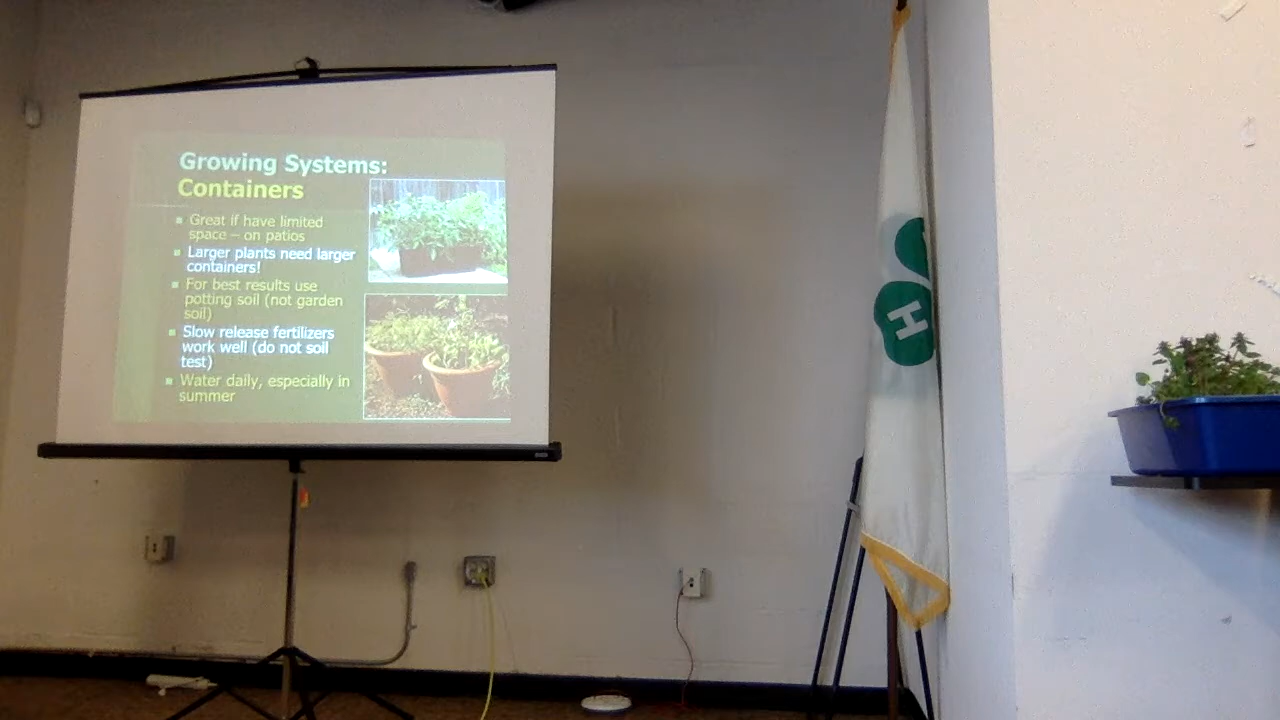 Growing Systems:
Containers
Great if have limited
space – on patios
Larger plants need larger
containers!
For best results use
potting soil (not garden
soil)
Slow release fertilizers
work well (do not soil
test)
Water daily, especially in
summer
H